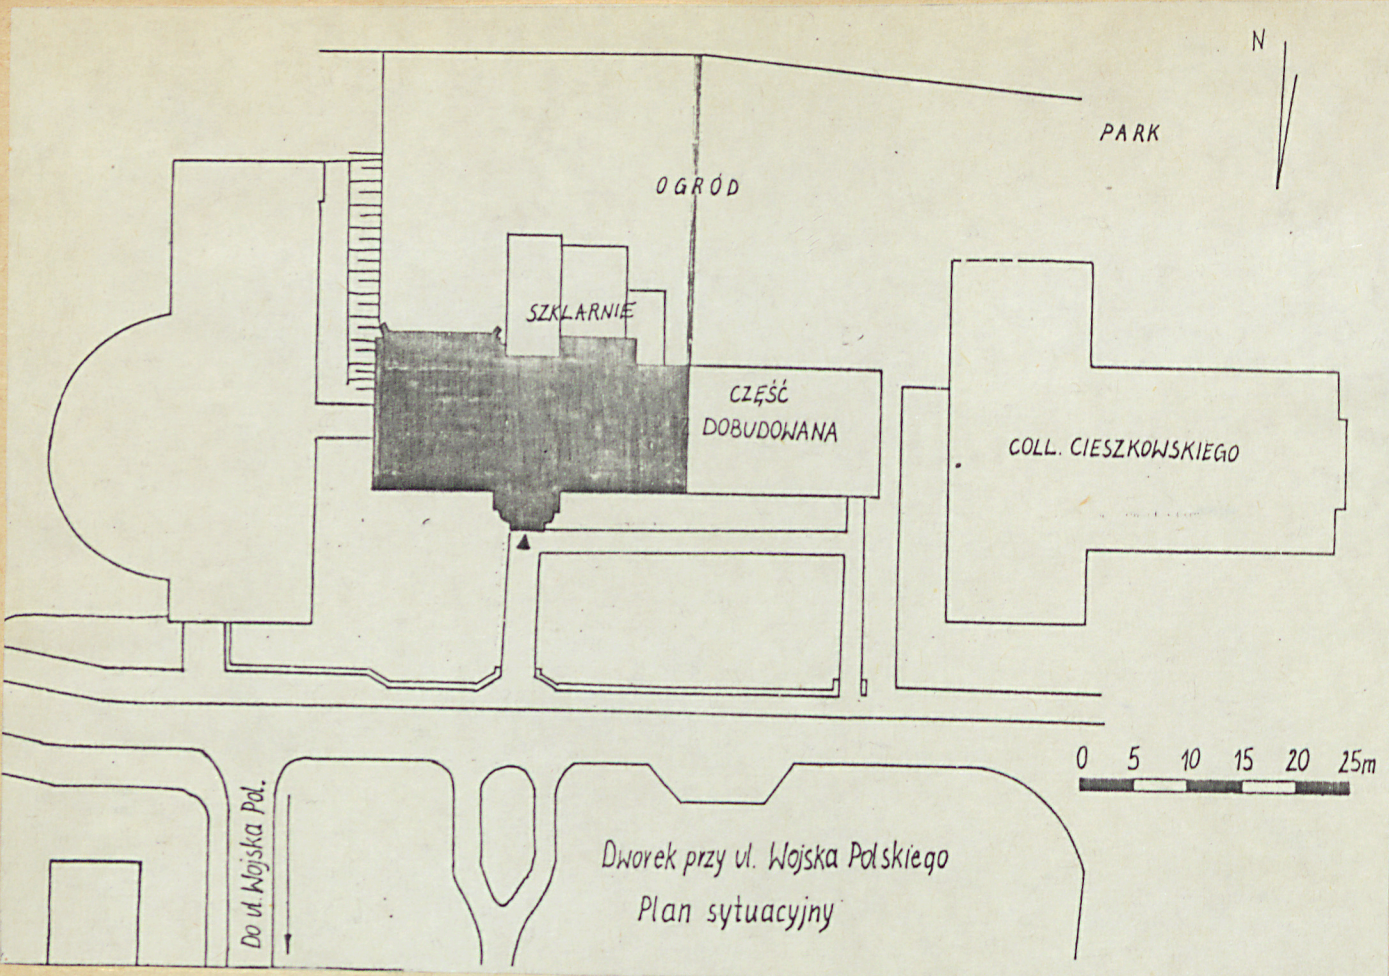 N
PARK
OGRÓD
SZKLARNIE
CZĘŚĆ
DOBUDOWANA
COLL. CIESZKOWSKIEGO
0 5 10 15 20 25m
Do ul. Wojska Pol.
Dworek przy ul. Wojska Polskiego
Plan sytuacyjny